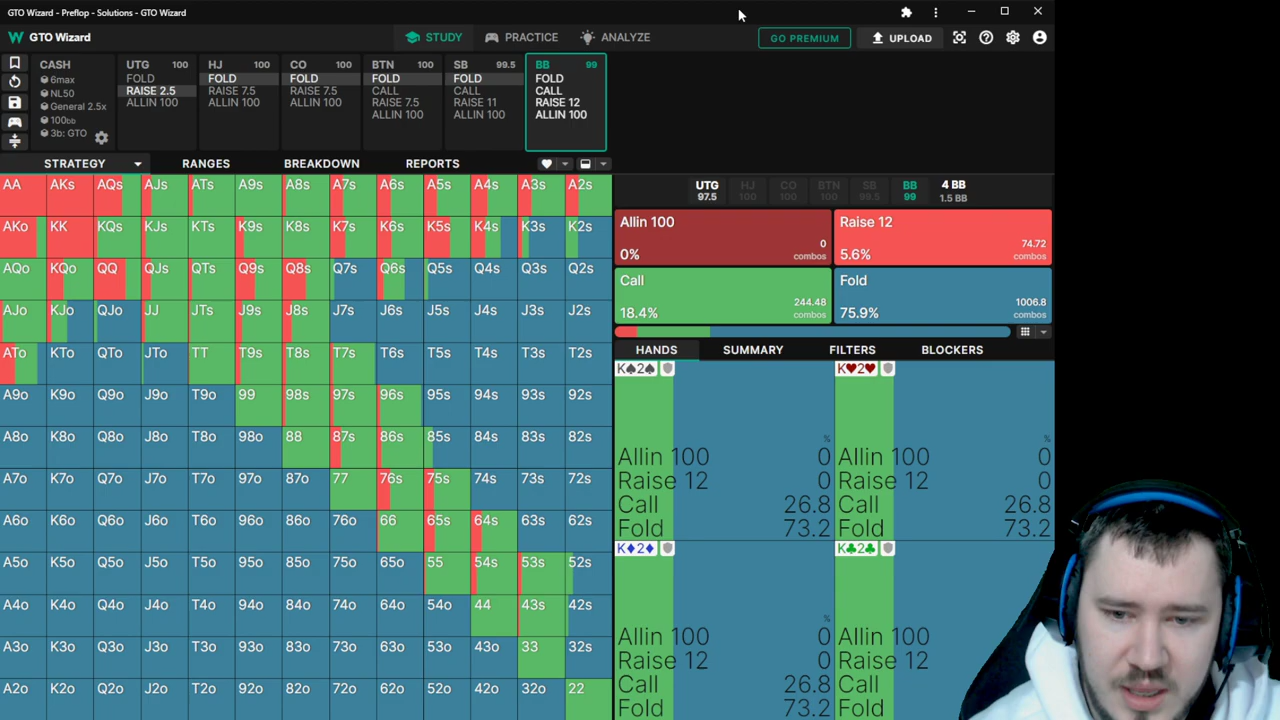 GTO Wizard - Preflop - Solutions - GTO Wizard
GTO Wizard
STUDY
PRACTICE
ANALYZE
GO PREMIUM
UPLOAD
CASH
6max
NL50
General 2.5x
100bb
3b: GTO
UTG 100
FOLD
RAISE 2.5
ALLIN 100
HJ 100
FOLD
RAISE 7.5
ALLIN 100
CO 100
FOLD
RAISE 7.5
ALLIN 100
BTN 100
FOLD
CALL
RAISE 7.5
ALLIN 100
SB 99.5
FOLD
CALL
RAISE 11
ALLIN 100
BB 99
FOLD
CALL
RAISE 12
ALLIN 100
STRATEGY RANGES BREAKDOWN REPORTS
AA AKs AQs AJs ATs A9s A8s A7s A6s A5s A4s A3s A2s
AKo KK KQs KJs KTs K9s K8s K7s K6s K5s K4s K3s K2s
AQo KQo QQ QJs QTs Q9s Q8s Q7s Q6s Q5s Q4s Q3s Q2s
AJo KJo QJo JJ JTs J9s J8s J7s J6s J5s J4s J3s J2s
ATo KTo QTo JTo TT T9s T8s T7s T6s T5s T4s T3s T2s
A9o K9o Q9o J9o T9o 99 98s 97s 96s 95s 94s 93s 92s
A8o K8o Q8o J8o T8o 98o 88 87s 86s 85s 84s 83s 82s
A7o K7o Q7o J7o T7o 97o 87o 77 76s 75s 74s 73s 72s
A6o K6o Q6o J6o T6o 96o 86o 76o 66 65s 64s 63s 62s
A5o K5o Q5o J5o T5o 95o 85o 75o 65o 55 54s 53s 52s
A4o K4o Q4o J4o T4o 94o 84o 74o 64o 54o 44 43s 42s
A3o K3o Q3o J3o T3o 93o 83o 73o 63o 53o 43o 33 32s
A2o K2o Q2o J2o T2o 92o 82o 72o 62o 52o 42o 32o 22
UTG HJ CO BTN SB BB 4 BB
97.5 100 100 100 99.5 99 1.5 BB
Allin 100
0
0% combos
Raise 12
74.72
5.6% combos
Call
244.48
18.4% combos
Fold
1006.8
75.9% combos
HANDS SUMMARY FILTERS BLOCKERS
K♠2♠
%
Allin 100 0
Raise 12 0
Call 26.8
Fold 73.2
K♥2♥
%
Allin 100 0
Raise 12 0
Call 26.8
Fold 73.2
K♦2♦
%
Allin 100 0
Raise 12 0
Call 26.8
Fold 73.2
K♣2♣
%
Allin 100 0
Raise 12 0
Call 26.8
Fold 73.2